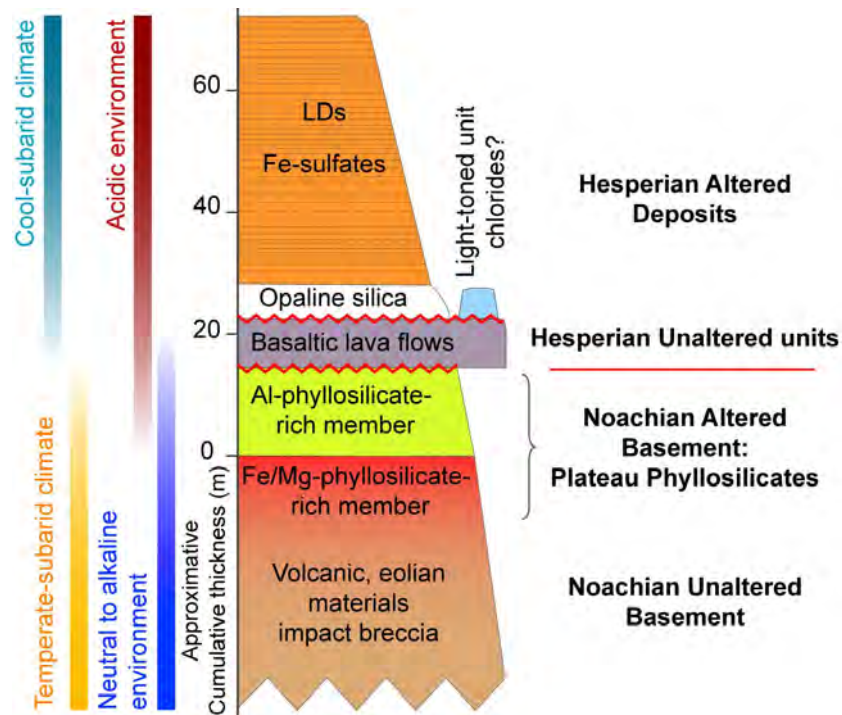 Cool-subarid climate
Temperate-subarid climate
Acidic environment
Neutral to alkaline
environment
Approximative
Cumulative thickness (m)
60
40
20
0
LDs
Fe-sulfates
Light-toned unit
chlorides?
Opaline silica
Basaltic lava flows
Al-phyllosilicate-
rich member
Fe/Mg-phyllosilicate-
rich member
Volcanic, eolian
materials
impact breccia
Hesperian Altered
Deposits
Hesperian Unaltered units
Noachian Altered
Basement:
Plateau Phyllosilicates
Noachian Unaltered
Basement